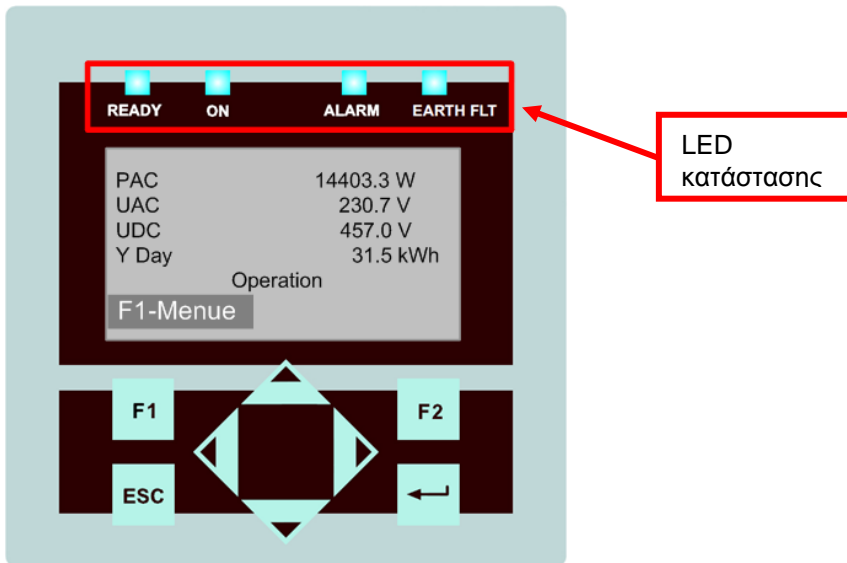 READY ON ALARM EARTH FLT
LED
κατάστασης
PAC 14403.3 W
UAC 230.7 V
UDC 457.0 V
Y Day 31.5 kWh
Operation
F1-Menue
F1 F2
ESC